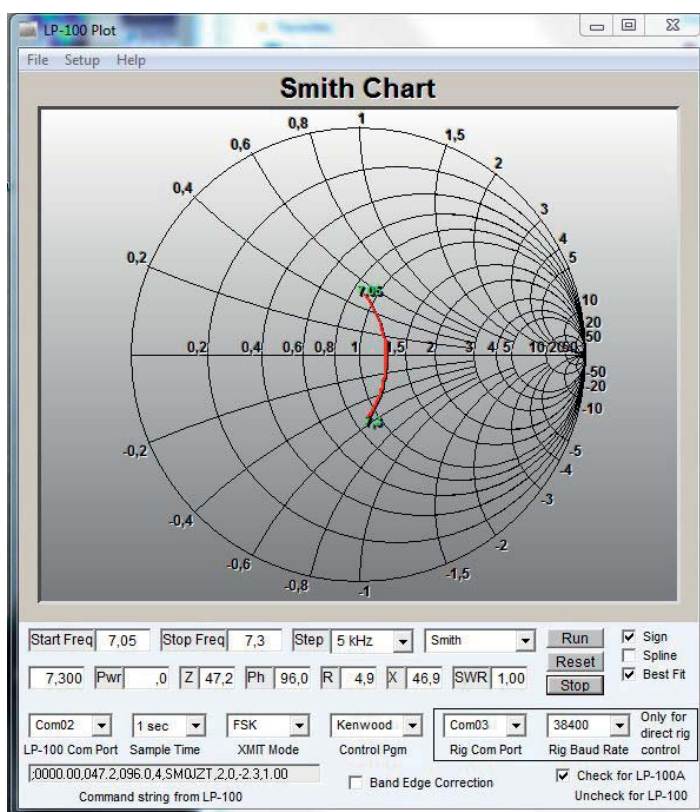 LP-100 Plot
File Setup Help
Smith Chart
1
0,8
1,5
0,6
2
0,4
3
4
0,2
5
7,05
10
20
50
0,2 0,4 0,6 0,8 1 1,5 2 3 4 5 10 20 50
-50
-20
-10
7,3
-0,2
-5
-4
-3
-0,4
-2
-0,6
-1,5
-0,8
-1
Start Freq 7,05 Stop Freq 7,3 Step 5 kHz Smith Run Sign
Reset Spline
7,300 Pwr ,0 Z 47,2 Ph 96,0 R 4,9 X 46,9 SWR 1,00 Stop Best Fit
Com02 1 sec FSK Kenwood Com03 38400 Only for
direct rig
control
LP-100 Com Port Sample Time XMIT Mode Control Pgm Rig Com Port Rig Baud Rate
;0000.00,047.2,096.0,4,SM0JZT,2,0,-2.3,1.00
Band Edge Correction Check for LP-100A
Command string from LP-100 Uncheck for LP-100